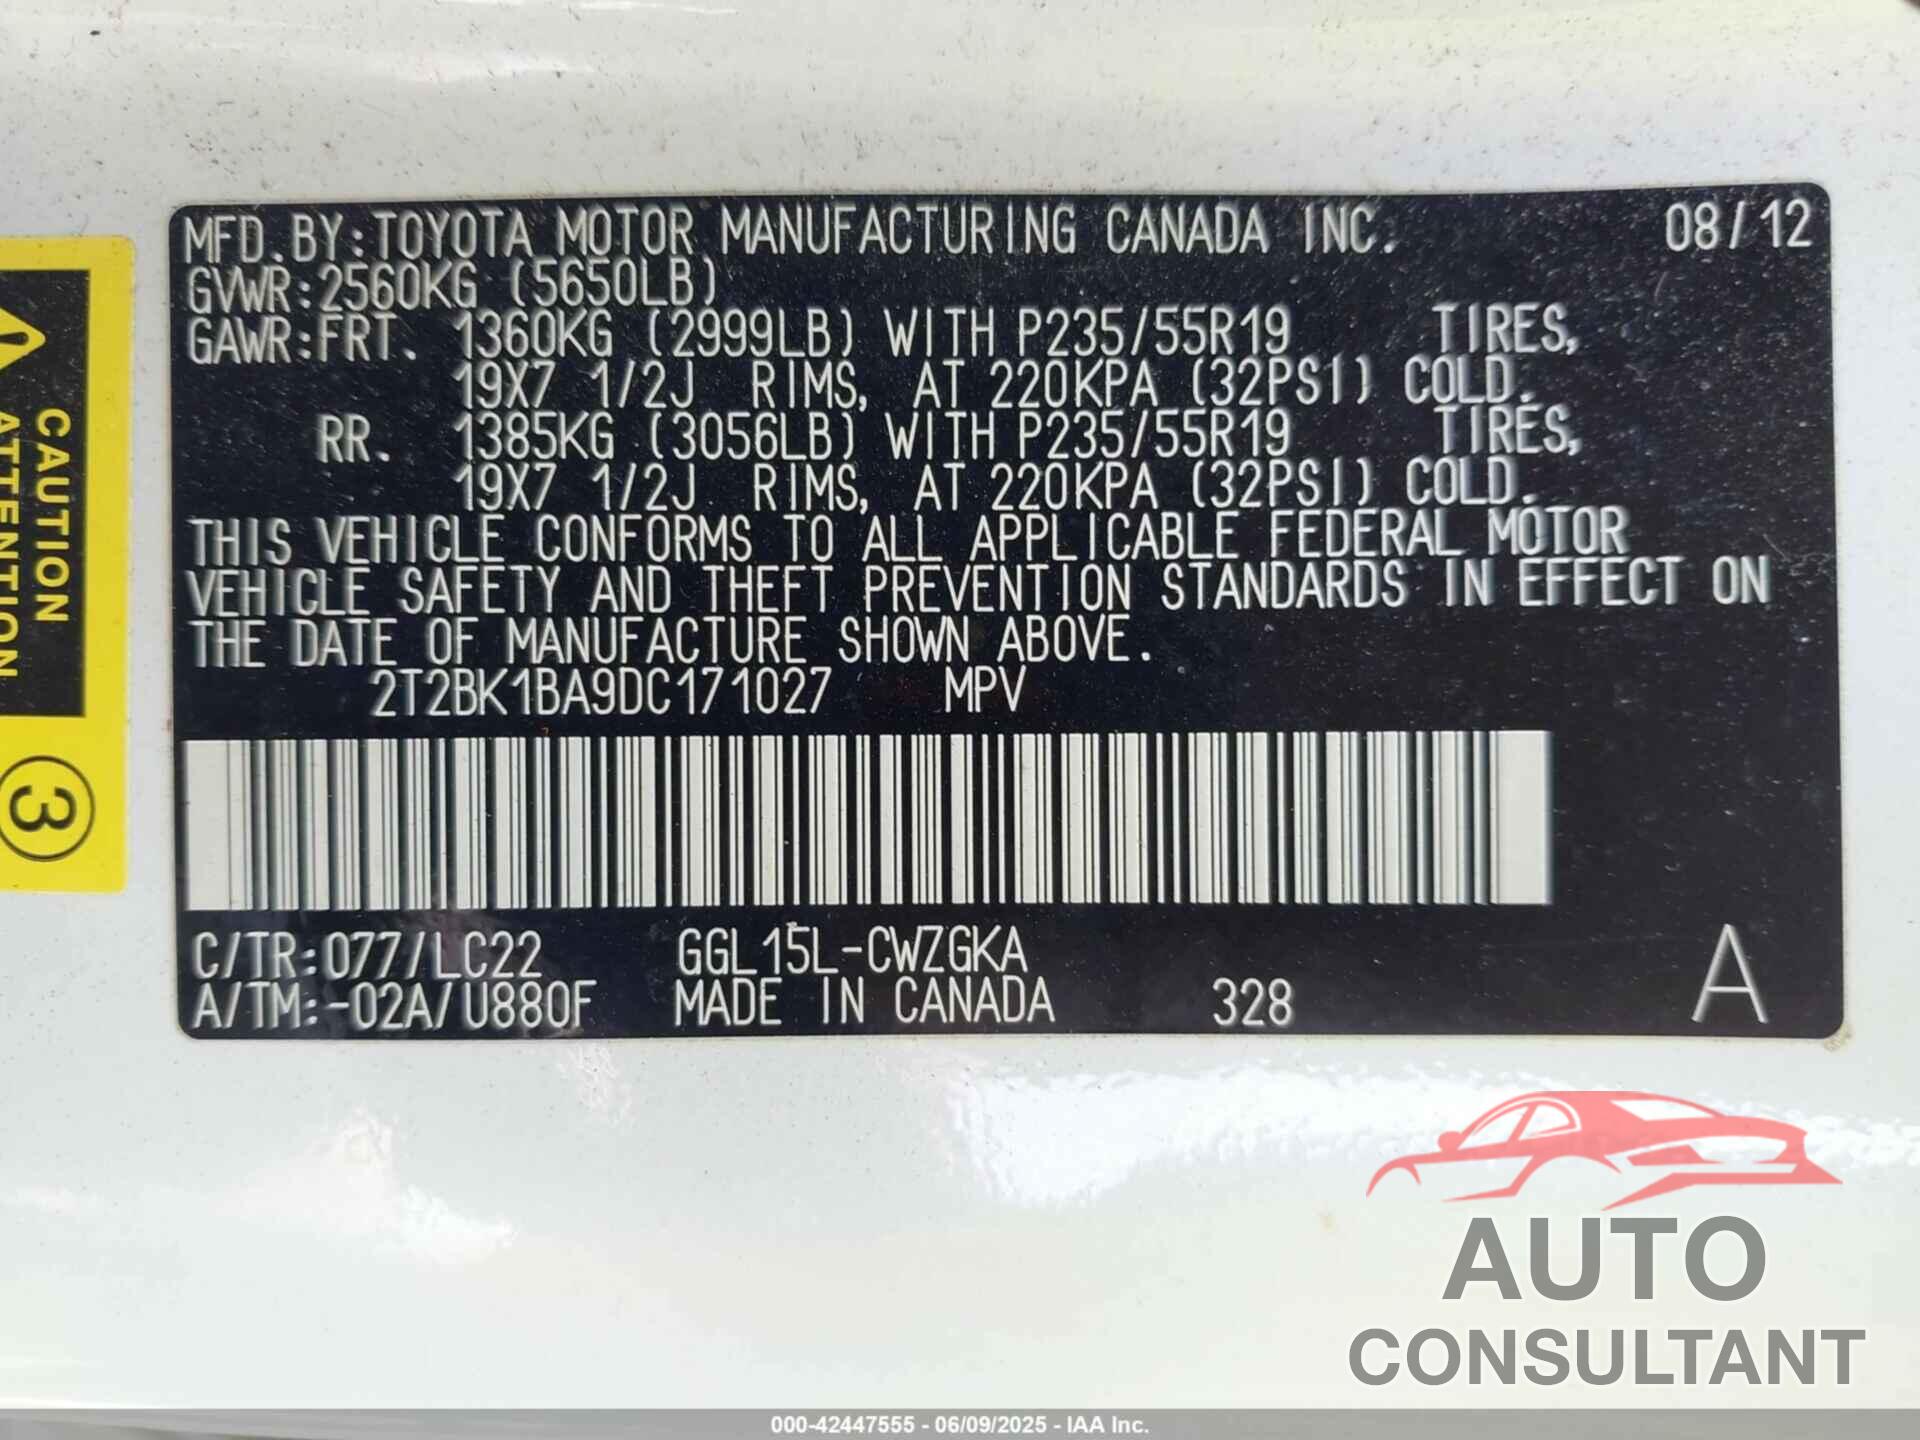 MFD.BY:TOYOTA MOTOR MANUFACTURING CANADA INC. 08/12
GVWR:2560KG (5650LB)
GAWR:FRT. 1360KG (2999LB) WITH P235/55R19 TIRES,
19X7 1/2J RIMS, AT 220KPA (32PSI) COLD.
RR. 1385KG (3056LB) WITH P235/55R19 TIRES,
19X7 1/2J RIMS, AT 220KPA (32PSI) COLD.
THIS VEHICLE CONFORMS TO ALL APPLICABLE FEDERAL MOTOR
VEHICLE SAFETY AND THEFT PREVENTION STANDARDS IN EFFECT ON
THE DATE OF MANUFACTURE SHOWN ABOVE.
2T2BK1BA9DC171027 MPV
C/TR:077/LC22 GGL15L-CWZGKA
A/TM:-02A/U880F MADE IN CANADA 328 A
CAUTION
ATTENTION
3
AUTO
CONSULTANT
000-42447555 - 06/09/2025 - IAA Inc.